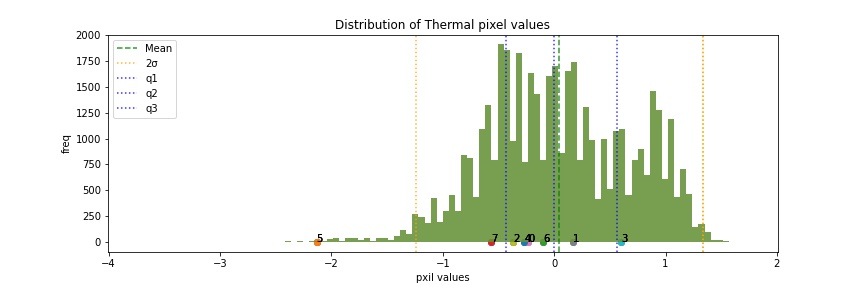 Distribution of Thermal pixel values
2000
1750
1500
1250
1000
750
500
250
0
freq
Mean
2σ
q1
q2
q3
5 7 2 4 0 6 1 3
−4 −3 −2 −1 0 1 2
pxil values